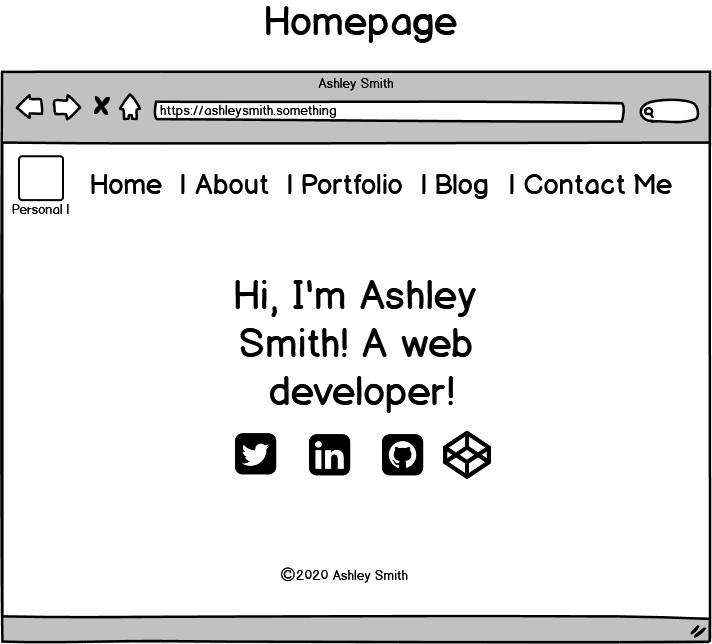 Homepage
Ashley Smith
https://ashleysmith.something
Home | About | Portfolio | Blog | Contact Me
Personal l
Hi, I'm Ashley
Smith! A web
developer!
in
©2020 Ashley Smith